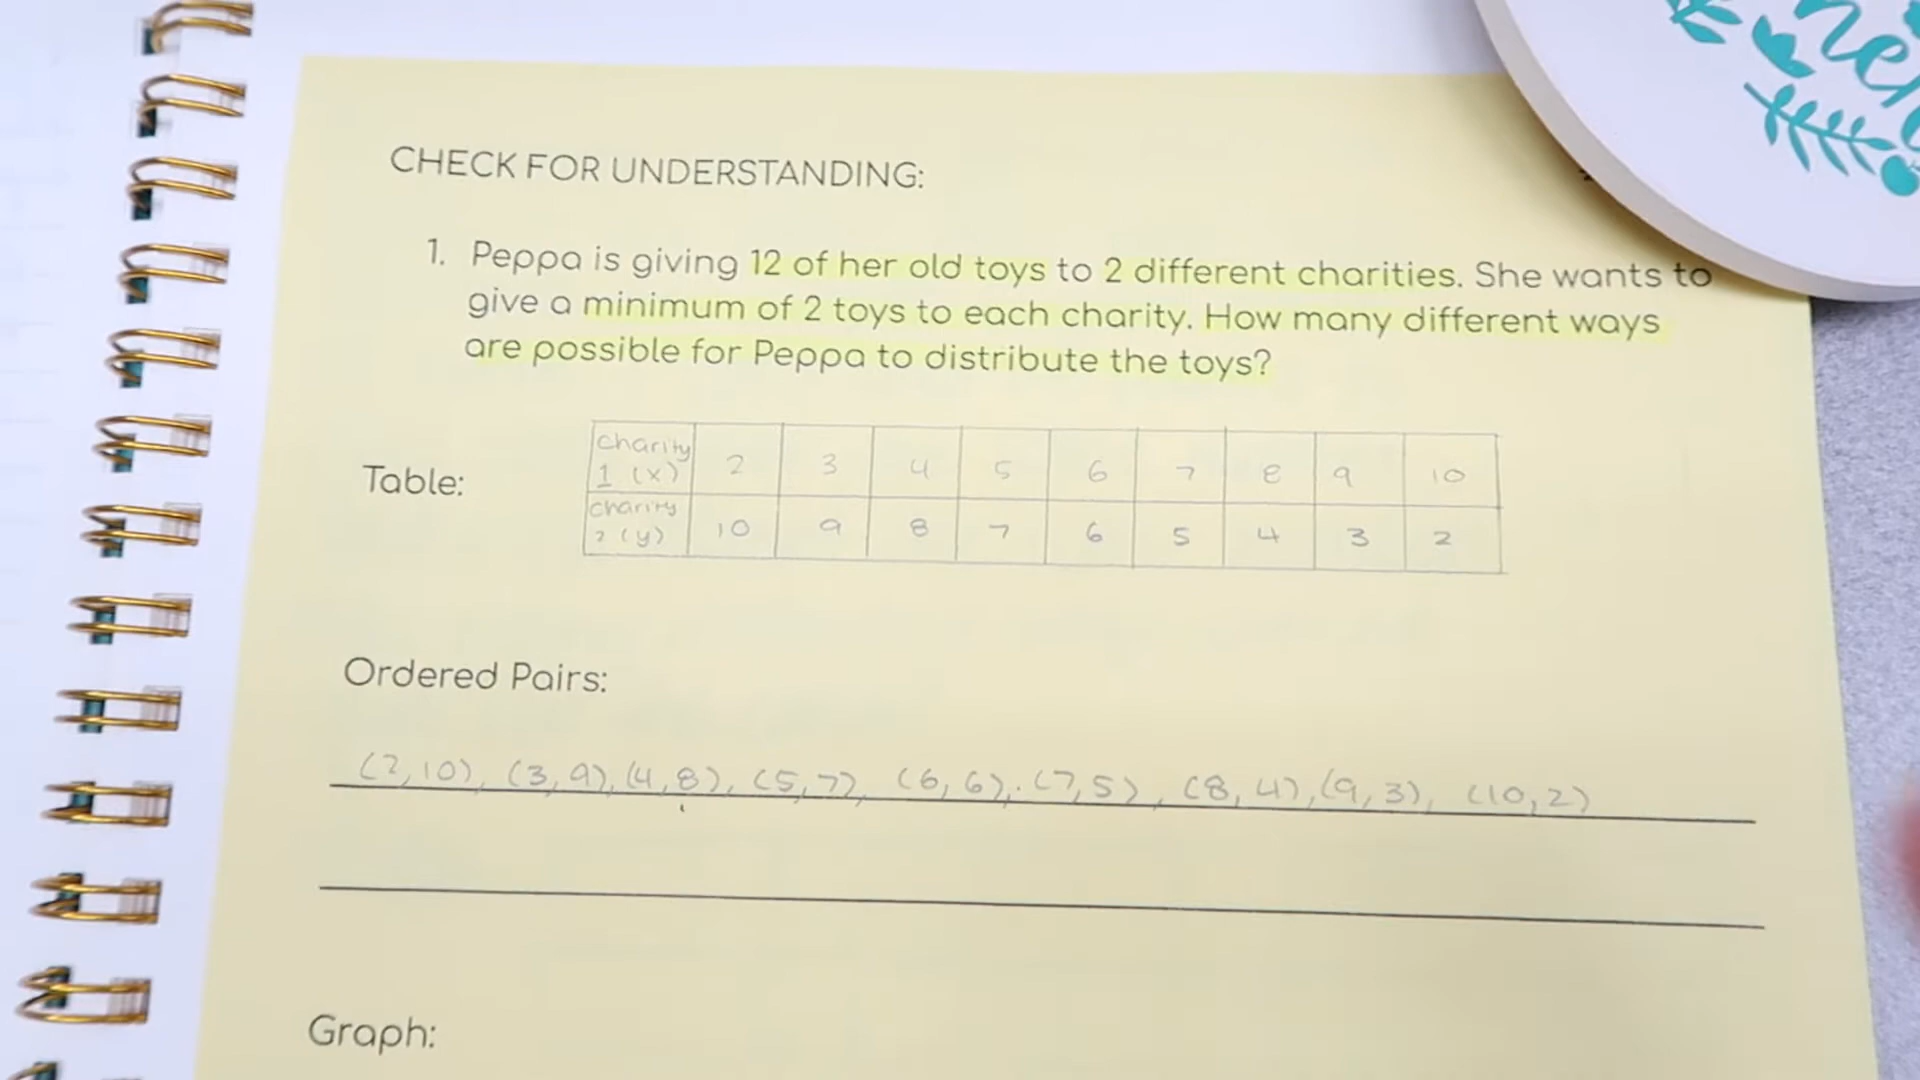 CHECK FOR UNDERSTANDING:
1. Peppa is giving 12 of her old toys to 2 different charities. She wants to
give a minimum of 2 toys to each charity. How many different ways
are possible for Peppa to distribute the toys?
Table:
charity 1 (x) 2 3 4 5 6 7 8 9 10
charity 2 (y) 10 9 8 7 6 5 4 3 2
Ordered Pairs:
(2,10), (3,9), (4,8), (5,7), (6,6), (7,5), (8,4), (9,3), (10,2)
Graph: